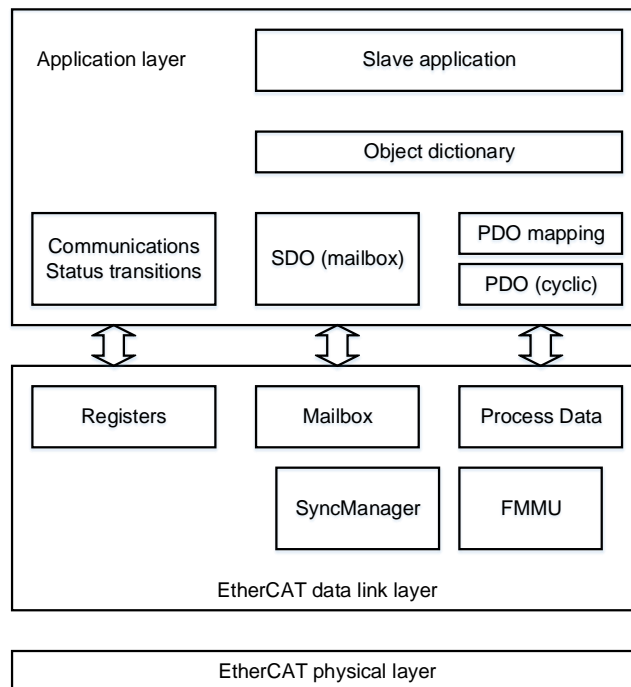 Application layer
Slave application
Object dictionary
Communications
Status transitions
SDO (mailbox)
PDO mapping
PDO (cyclic)
Registers
Mailbox
Process Data
SyncManager
FMMU
EtherCAT data link layer
EtherCAT physical layer